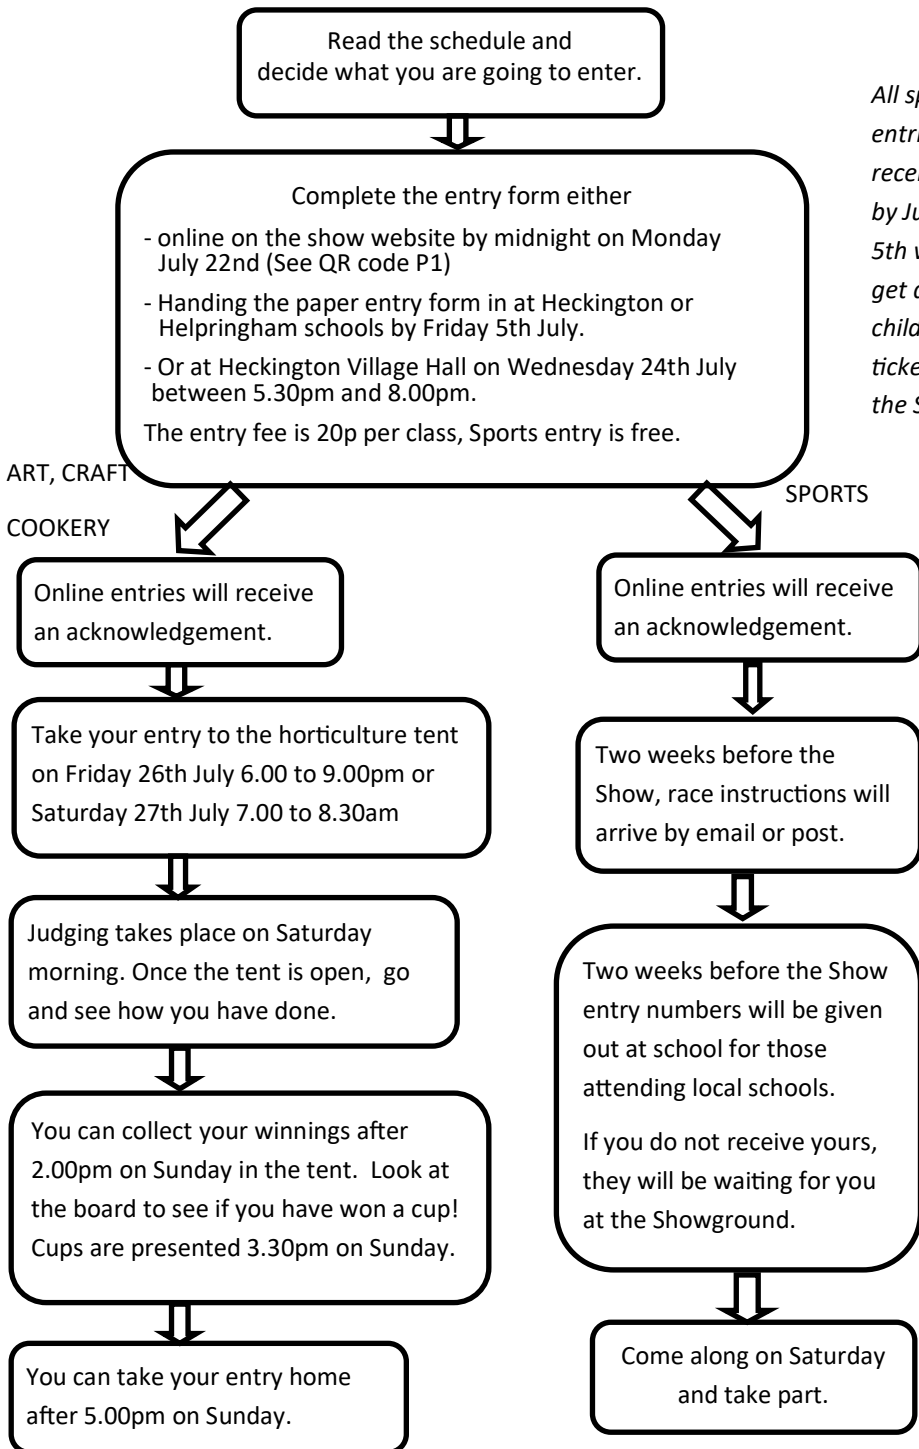 Read the schedule and
decide what you are going to enter.
All sp
entri
recei
by Ju
5th
get
child
ticke
the S
Complete the entry form either
- online on the show website by midnight on Monday
July 22nd (See QR code P1)
- Handing the paper entry form in at Heckington or
Helpringham schools by Friday 5th July.
- Or at Heckington Village Hall on Wednesday 24th July
between 5.30pm and 8.00pm.
The entry fee is 20p per class, Sports entry is free.
ART, CRAFT
COOKERY
Online entries will receive
an acknowledgement.
Take your entry to the horticulture tent
on Friday 26th July 6.00 to 9.00pm or
Saturday 27th July 7.00 to 8.30am
Judging takes place on Saturday
morning. Once the tent is open, go
and see how you have done.
You can collect your winnings after
2.00pm on Sunday in the tent. Look at
the board to see if you have won a cup!
Cups are presented 3.30pm on Sunday.
You can take your entry home
after 5.00pm on Sunday.
SPORTS
Online entries will receive
an acknowledgement.
Two weeks before the
Show, race instructions will
arrive by email or post.
Two weeks before the Show
entry numbers will be given
out at school for those
attending local schools.
If you do not receive yours,
they will be waiting for you
at the Showground.
Come along on Saturday
and take part.